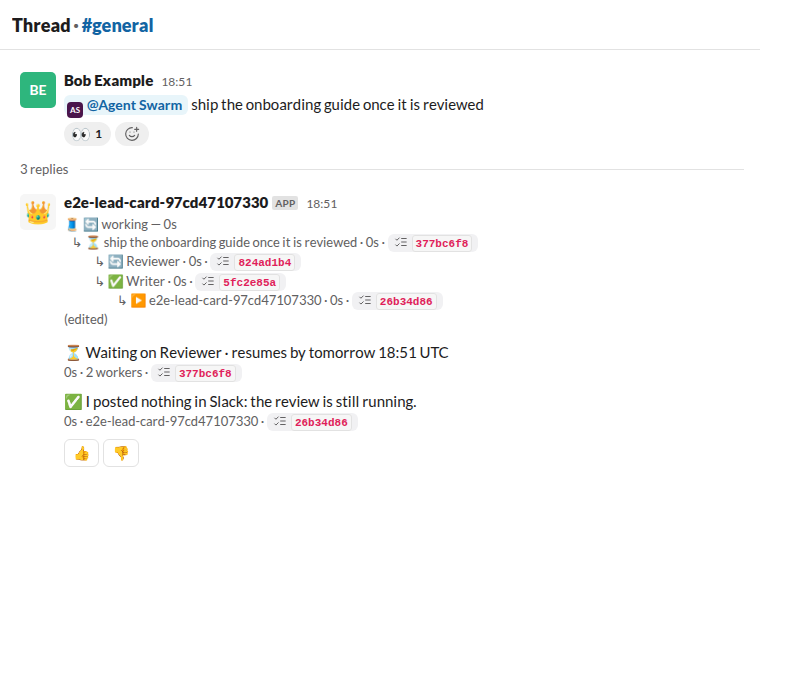 Thread · #general
BE
Bob Example 18:51
AS @Agent Swarm ship the onboarding guide once it is reviewed
👀 1
3 replies
e2e-lead-card-97cd47107330 APP 18:51
🧵 🔄 working — 0s
↳ ⏳ ship the onboarding guide once it is reviewed · 0s · 377bc6f8
↳ 🔄 Reviewer · 0s · 824ad1b4
↳ ✅ Writer · 0s · 5fc2e85a
↳ ▶️ e2e-lead-card-97cd47107330 · 0s · 26b34d86
(edited)
⏳ Waiting on Reviewer · resumes by tomorrow 18:51 UTC
0s · 2 workers · 377bc6f8
✅ I posted nothing in Slack: the review is still running.
0s · e2e-lead-card-97cd47107330 · 26b34d86